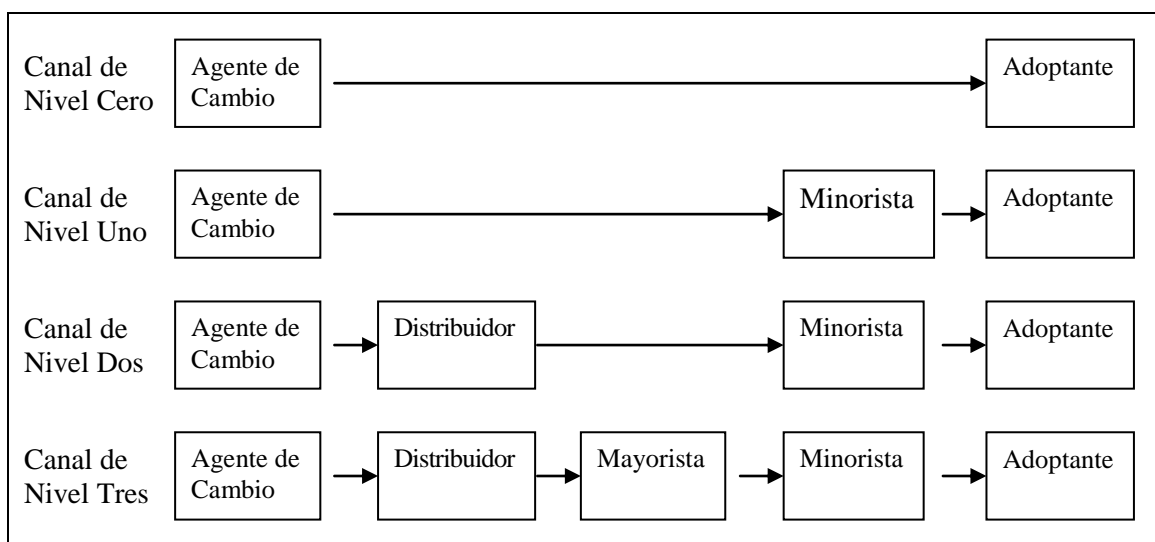 Canal de
Nivel Cero
Agente de
Cambio
Adoptante
Canal de
Nivel Uno
Agente de
Cambio
Minorista
Adoptante
Canal de
Nivel Dos
Agente de
Cambio
Distribuidor
Minorista
Adoptante
Canal de
Nivel Tres
Agente de
Cambio
Distribuidor
Mayorista
Minorista
Adoptante